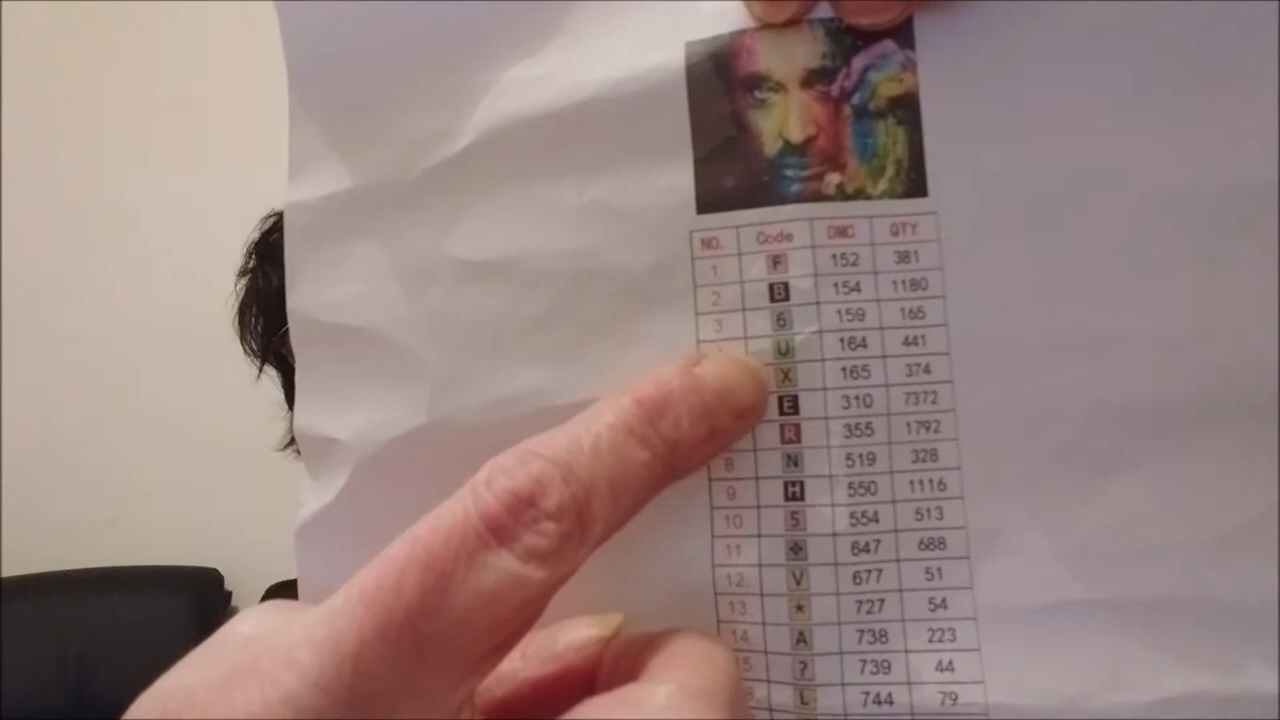 NO. Code DMC QTY
1. F 152 381
2. B 154 1180
3 6 159 165
U 164 441
X 165 374
E 310 7372
R 355 1792
8 N 519 328
9. H 550 1116
10 5 554 513
11 ❖ 647 688
12. V 677 51
13. ★ 727 54
14. A 738 223
15. ? 739 44
L 744 79